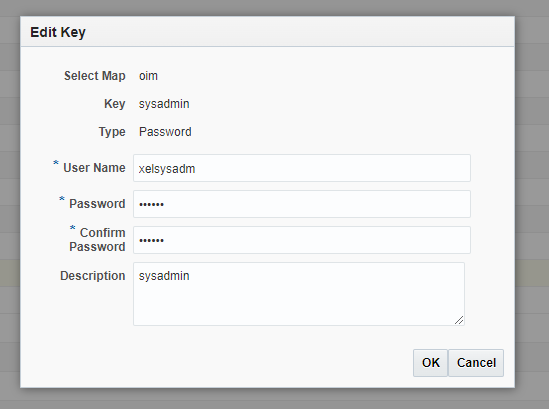 Edit Key
Select Map oim
Key sysadmin
Type Password
* User Name xelsysadm
* Password ••••••
* Confirm
Password ••••••
Description sysadmin
OK Cancel